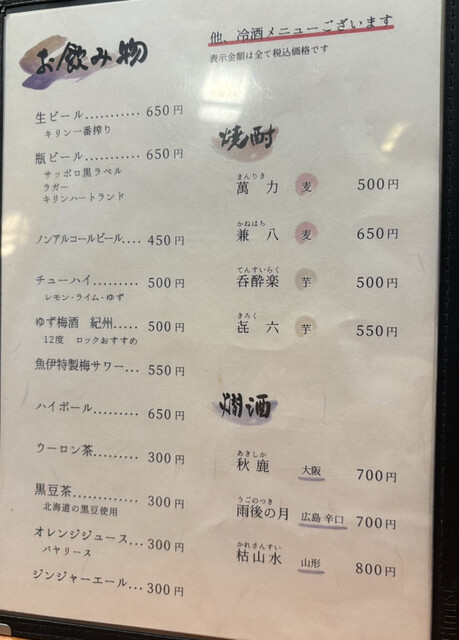 お飲み物
生ビール...........650円
キリン一番搾り
瓶ビール...........650円
サッポロ黒ラベル
ラガー
キリンハートランド
ノンアルコールビール....450円
チューハイ..........500円
レモン・ライム・ゆず
ゆず梅酒 紀州.....500円
12度 ロックおすすめ
魚伊特製梅サワー...550円
ハイボール.........650円
ウーロン茶.........300円
黒豆茶.............300円
北海道の黒豆使用
オレンジジュース...300円
バヤリース
ジンジャーエール...300円
他、冷酒メニューございます
表示金額は全て税込価格です
焼酎
まんりき
萬力 麦 500円
かねはち
兼八 麦 650円
てんすいらく
呑酔楽 芋 500円
きろく
㐂六 芋 550円
燗酒
あきしか
秋鹿 大阪 700円
うごのつき
雨後の月 広島 辛口 700円
かれさんすい
枯山水 山形 800円